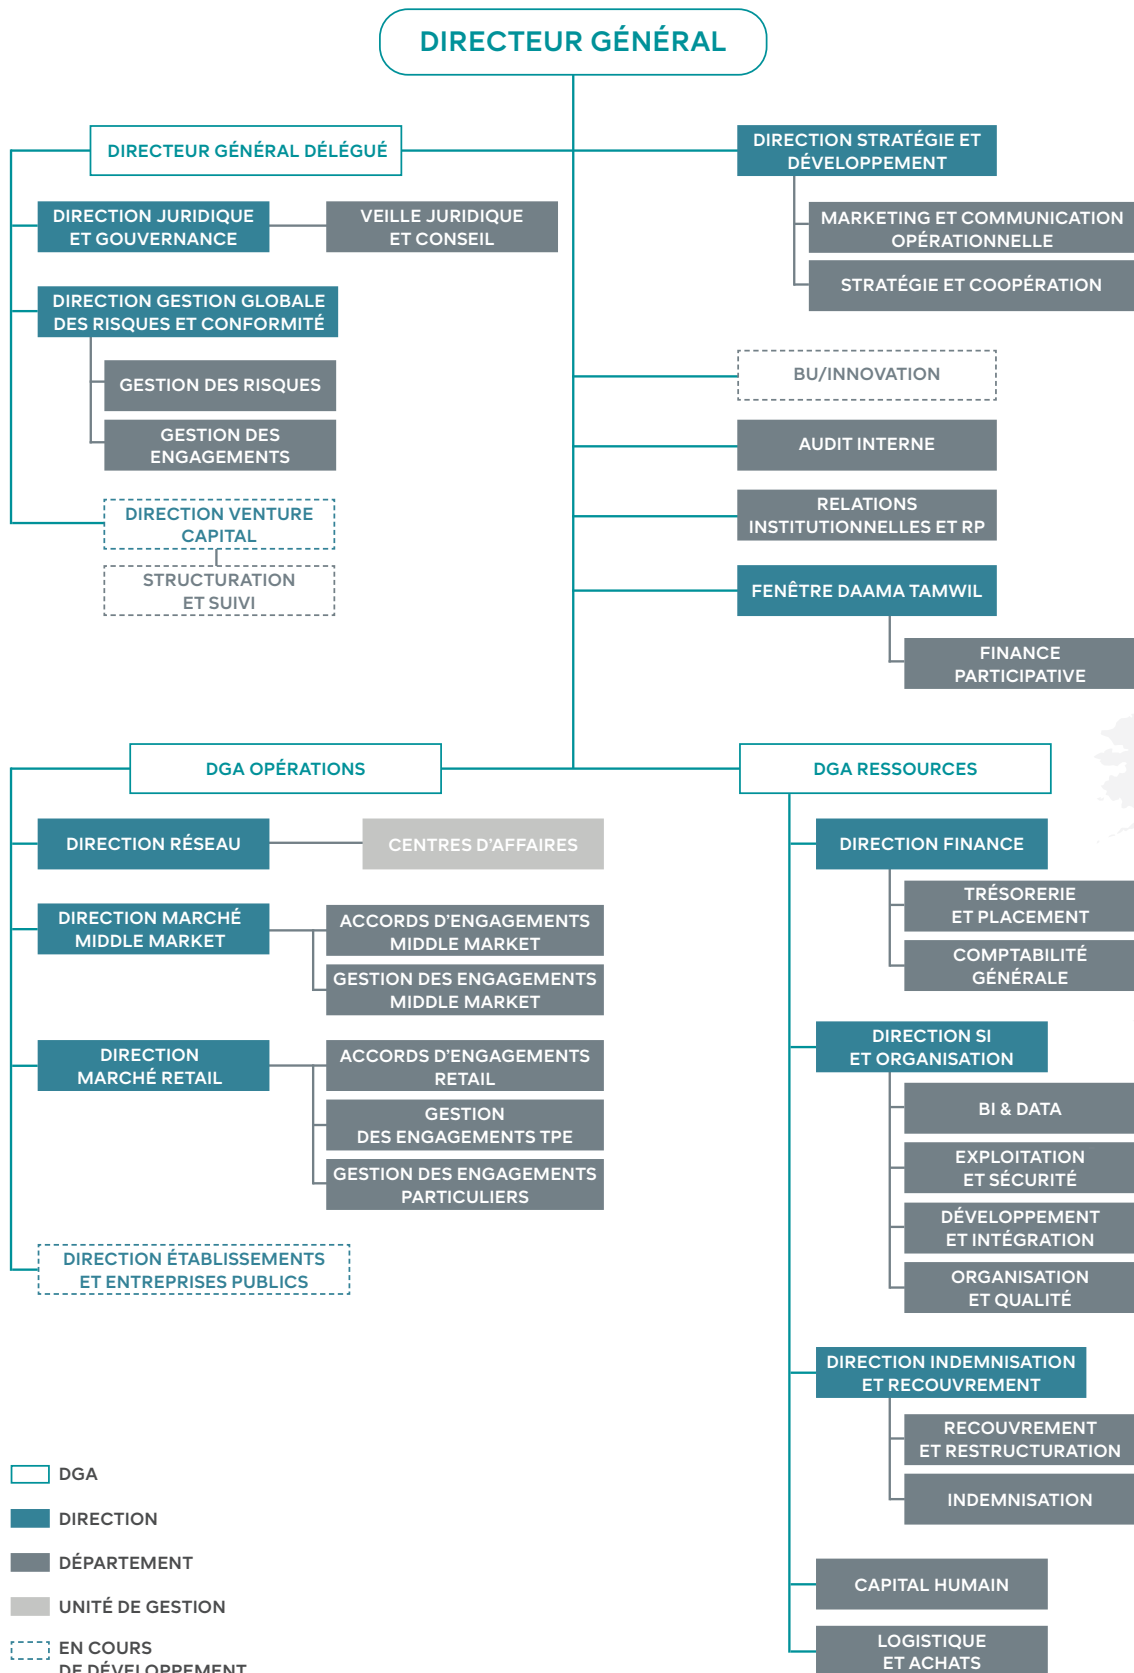 DIRECTEUR GÉNÉRAL
DIRECTEUR GÉNÉRAL DÉLÉGUÉ
DIRECTION JURIDIQUE
ET GOUVERNANCE
VEILLE JURIDIQUE
ET CONSEIL
DIRECTION GESTION GLOBALE
DES RISQUES ET CONFORMITÉ
GESTION DES RISQUES
GESTION DES
ENGAGEMENTS
DIRECTION VENTURE
CAPITAL
STRUCTURATION
ET SUIVI
DIRECTION STRATÉGIE ET
DÉVELOPPEMENT
MARKETING ET COMMUNICATION
OPÉRATIONNELLE
STRATÉGIE ET COOPÉRATION
BU/INNOVATION
AUDIT INTERNE
RELATIONS
INSTITUTIONNELLES ET RP
FENÊTRE DAAMA TAMWIL
FINANCE
PARTICIPATIVE
DGA OPÉRATIONS
DIRECTION RÉSEAU
CENTRES D'AFFAIRES
DIRECTION MARCHÉ
MIDDLE MARKET
ACCORDS D'ENGAGEMENTS
MIDDLE MARKET
GESTION DES ENGAGEMENTS
MIDDLE MARKET
DIRECTION
MARCHÉ RETAIL
ACCORDS D'ENGAGEMENTS
RETAIL
GESTION
DES ENGAGEMENTS TPE
GESTION DES ENGAGEMENTS
PARTICULIERS
DIRECTION ÉTABLISSEMENTS
ET ENTREPRISES PUBLICS
DGA RESSOURCES
DIRECTION FINANCE
TRÉSORERIE
ET PLACEMENT
COMPTABILITÉ
GÉNÉRALE
DIRECTION SI
ET ORGANISATION
BI & DATA
EXPLOITATION
ET SÉCURITÉ
DÉVELOPPEMENT
ET INTÉGRATION
ORGANISATION
ET QUALITÉ
DIRECTION INDEMNISATION
ET RECOUVREMENT
RECOUVREMENT
ET RESTRUCTURATION
INDEMNISATION
CAPITAL HUMAIN
LOGISTIQUE
ET ACHATS
DGA
DIRECTION
DÉPARTEMENT
UNITÉ DE GESTION
EN COURS
DE DÉVELOPPEMENT